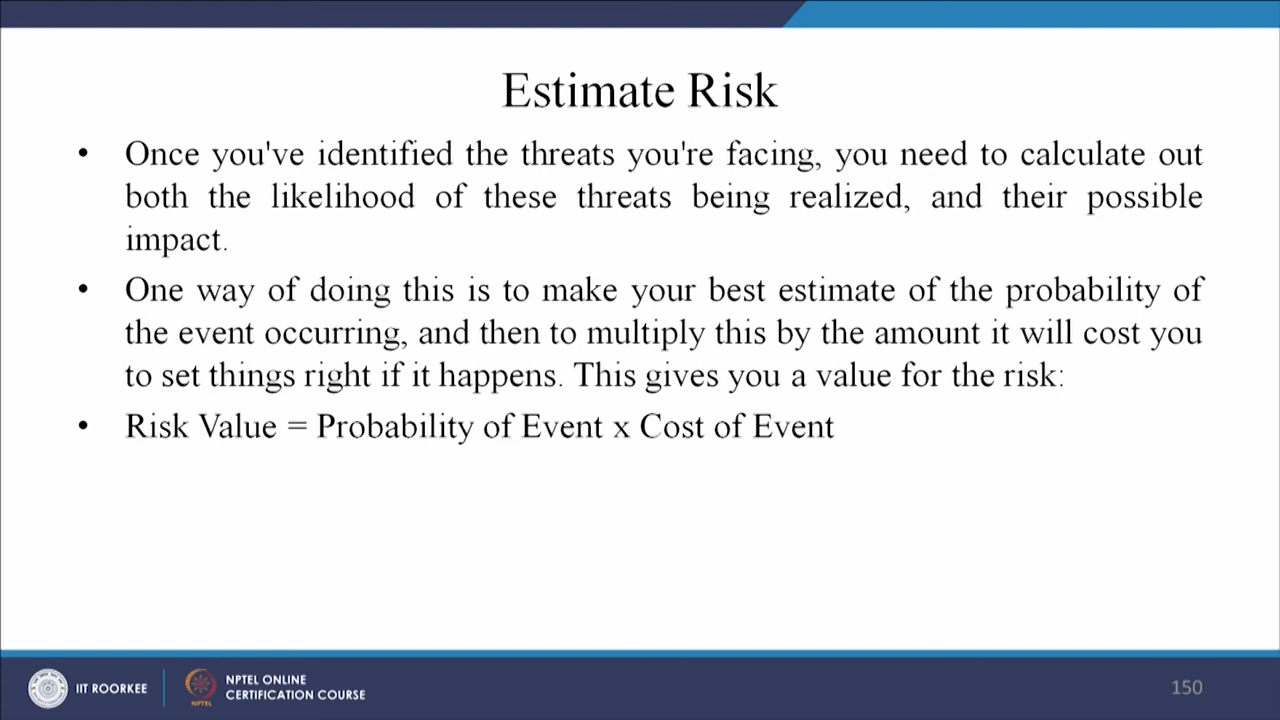 Estimate Risk
• Once you've identified the threats you're facing, you need to calculate out
both the likelihood of these threats being realized, and their possible
impact.
• One way of doing this is to make your best estimate of the probability of
the event occurring, and then to multiply this by the amount it will cost you
to set things right if it happens. This gives you a value for the risk:
• Risk Value = Probability of Event x Cost of Event
IIT ROORKEE
NPTEL
NPTEL ONLINE
CERTIFICATION COURSE
150